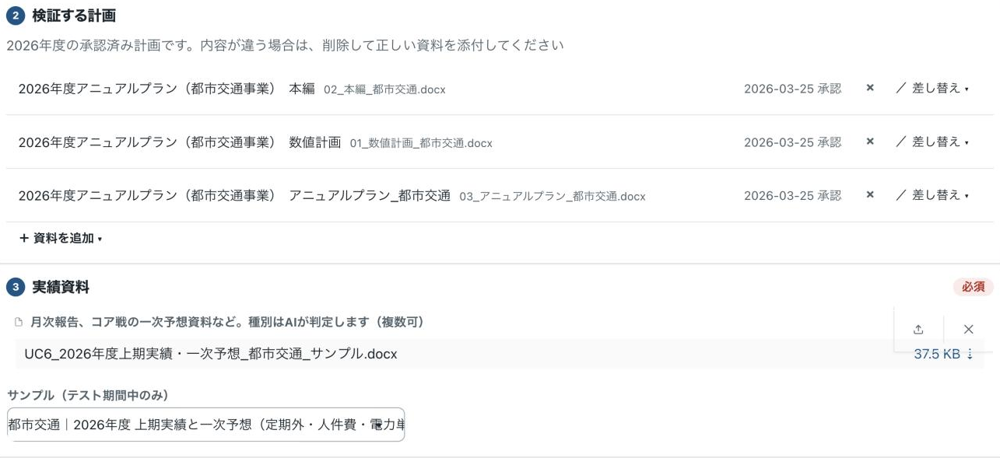 2 検証する計画
2026年度の承認済み計画です。内容が違う場合は、削除して正しい資料を添付してください
2026年度アニュアルプラン（都市交通事業） 本編 02_本編_都市交通.docx 2026-03-25 承認 × ／ 差し替え ▾
2026年度アニュアルプラン（都市交通事業） 数値計画 01_数値計画_都市交通.docx 2026-03-25 承認 × ／ 差し替え ▾
2026年度アニュアルプラン（都市交通事業） アニュアルプラン_都市交通 03_アニュアルプラン_都市交通.docx 2026-03-25 承認 × ／ 差し替え ▾
+ 資料を追加 ▾
3 実績資料 必須
月次報告、コア戦の一次予想資料など。種別はAIが判定します（複数可）
UC6_2026年度上期実績・一次予想_都市交通_サンプル.docx 37.5 KB ↓
サンプル（テスト期間中のみ）
都市交通｜2026年度 上期実績と一次予想（定期外・人件費・電力単